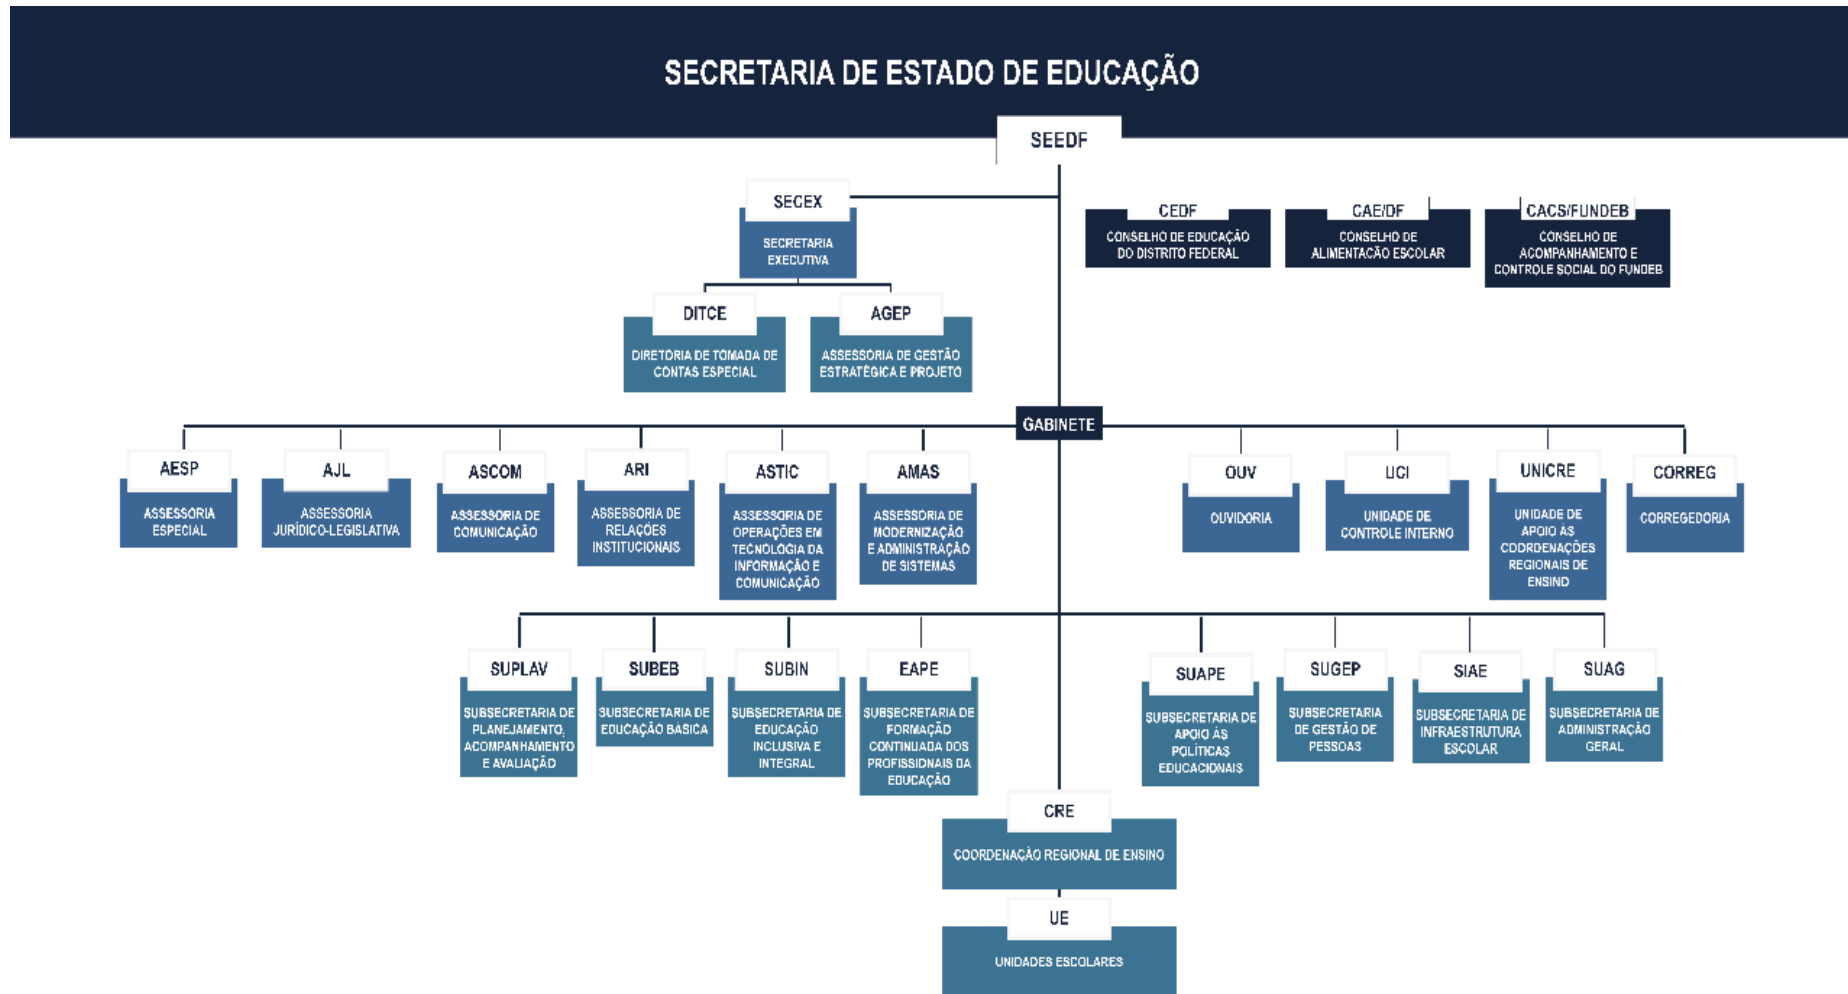 SECRETARIA DE ESTADO DE EDUCAÇÃO
SEEDF
SECEX
SECRETARIA
EXECUTIVA
CEDF
CONSELHO DE EDUCAÇÃO
DO DISTRITO FEDERAL
CAE/DF
CONSELHO DE
ALIMENTACÃO ESCOLAR
CACS/FUNDEB
CONSELHO DE
ACOMPANHAMENTO E
CONTROLE SOCIAL DO FUNDEB
DITCE
DIRETORIA DE TOMADA DE
CONTAS ESPECIAL
AGEP
ASSESSORIA DE GESTÃO
ESTRATÉGICA E PROJETO
GABINETE
AESP
ASSESSORIA
ESPECIAL
AJL
ASSESSORIA
JURÍDICO-LEGISLATIVA
ASCOM
ASSESSORIA DE
COMUNICAÇÃO
ARI
ASSESSORIA DE
RELAÇÕES
INSTITUCIONAIS
ASTIC
ASSESSORIA DE
OPERAÇÕES EM
TECNOLOGIA DA
INFORMAÇÃO E
COMUNICAÇÃO
AMAS
ASSESSORIA DE
MODERNIZAÇÃO
E ADMINISTRAÇÃO
DE SISTEMAS
OUV
OUVIDORIA
UCI
UNIDADE DE
CONTROLE INTERNO
UNICRE
UNIDADE DE
APOIO ÀS
COORDENAÇÕES
REGIONAIS DE
ENSINO
CORREG
CORREGEDORIA
SUPLAV
SUBSECRETARIA DE
PLANEJAMENTO,
ACOMPANHAMENTO
E AVALIAÇÃO
SUBEB
SUBSECRETARIA DE
EDUCAÇÃO BÁSICA
SUBIN
SUBSECRETARIA DE
EDUCAÇÃO
INCLUSIVA E
INTEGRAL
EAPE
SUBSECRETARIA DE
FORMAÇÃO
CONTINUADA DOS
PROFISSIONAIS DA
EDUCAÇÃO
SUAPE
SUBSECRETARIA DE
APOIO ÀS
POLÍTICAS
EDUCACIONAIS
SUGEP
SUBSECRETARIA
DE GESTÃO DE
PESSOAS
SIAE
SUBSECRETARIA DE
INFRAESTRUTURA
ESCOLAR
SUAG
SUBSECRETARIA DE
ADMINISTRAÇÃO
GERAL
CRE
COORDENAÇÃO REGIONAL DE ENSINO
UE
UNIDADES ESCOLARES